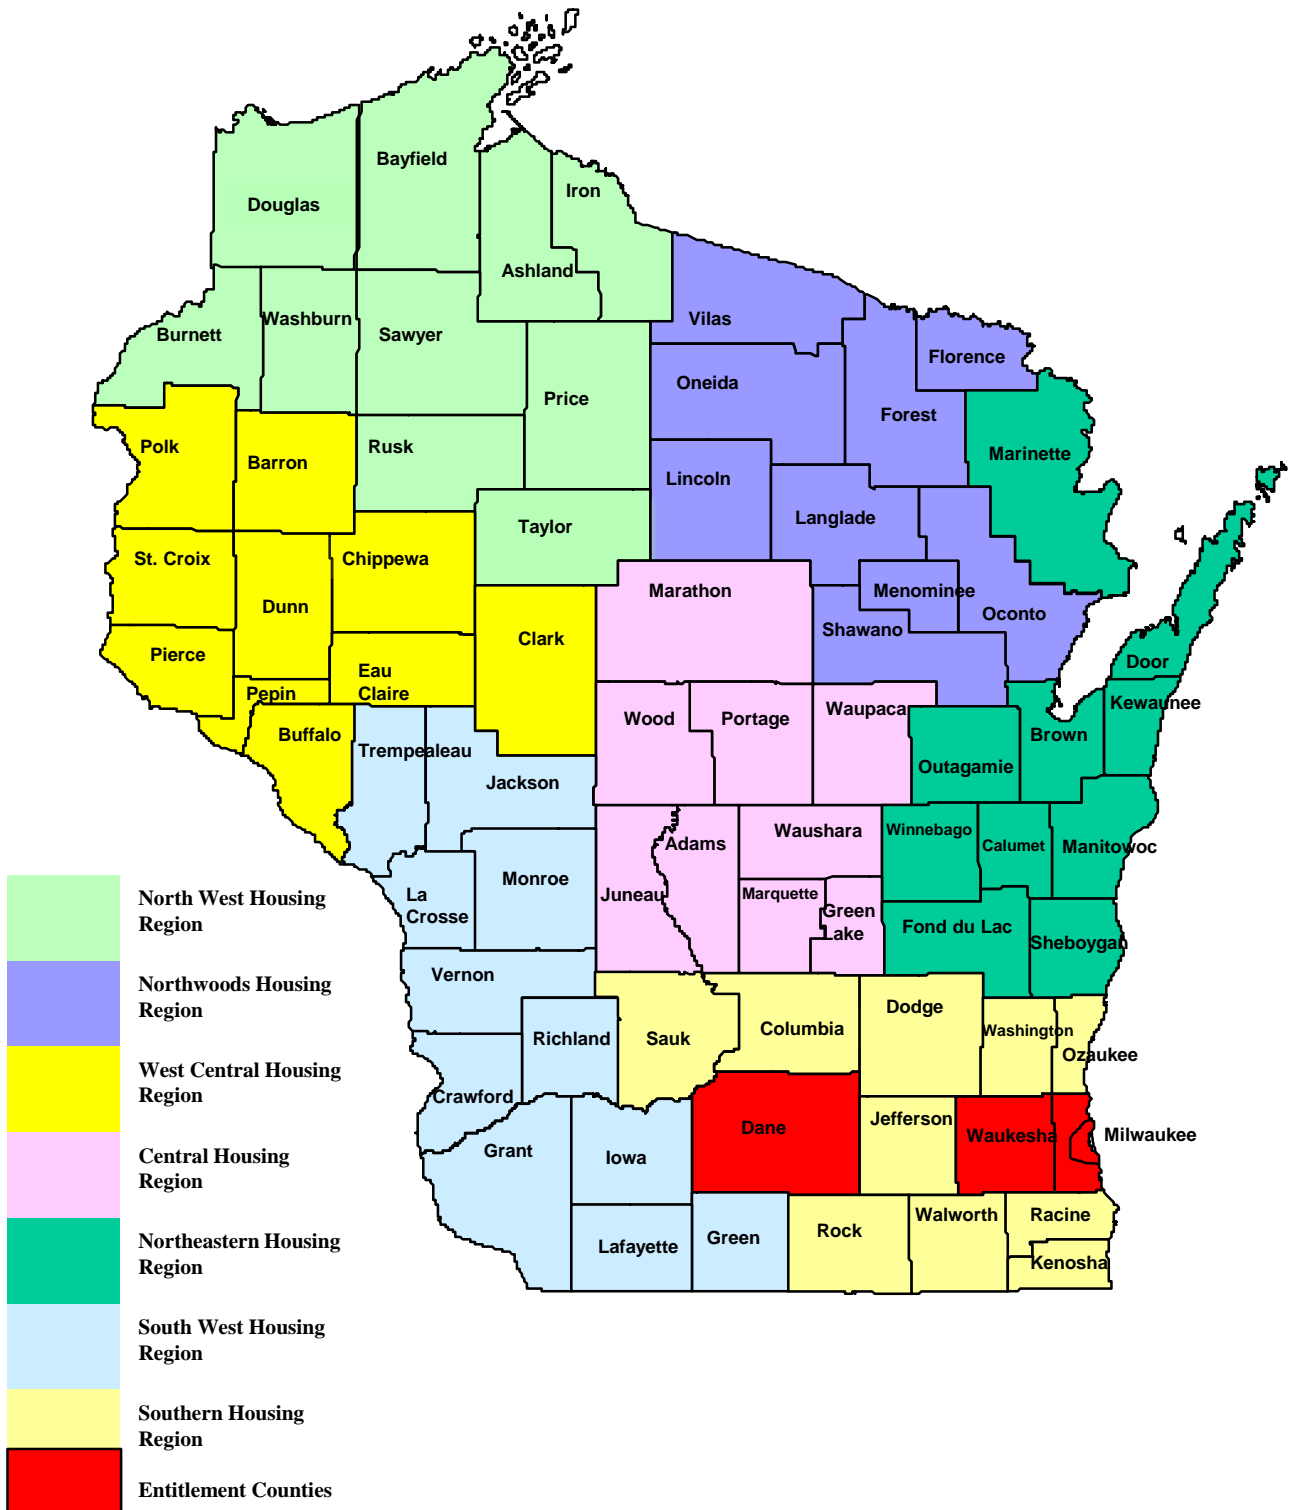 Bayfield
Iron
Douglas
Ashland
Vilas
Washburn
Burnett
Sawyer
Florence
Oneida
Price
Forest
Polk
Rusk
Marinette
Barron
Lincoln
Langlade
Taylor
St. Croix
Chippewa
Marathon
Menominee
Dunn
Oconto
Shawano
Clark
Pierce
Door
Eau
Claire
Pepin
Kewaunee
Waupaca
Wood
Portage
Buffalo
Brown
Trempealeau
Outagamie
Jackson
Winnebago
Waushara
Adams
Calumet
Manitowoc
Monroe
La
Crosse
Juneau
Marquette
Green
Lake
Fond du Lac
Sheboygan
Vernon
Dodge
Columbia
Washington
Richland
Sauk
Ozaukee
Crawford
Jefferson
Dane
Waukesha
Milwaukee
Grant
Iowa
Walworth
Racine
Rock
Green
Lafayette
Kenosha
North West Housing
Region
Northwoods Housing
Region
West Central Housing
Region
Central Housing
Region
Northeastern Housing
Region
South West Housing
Region
Southern Housing
Region
Entitlement Counties